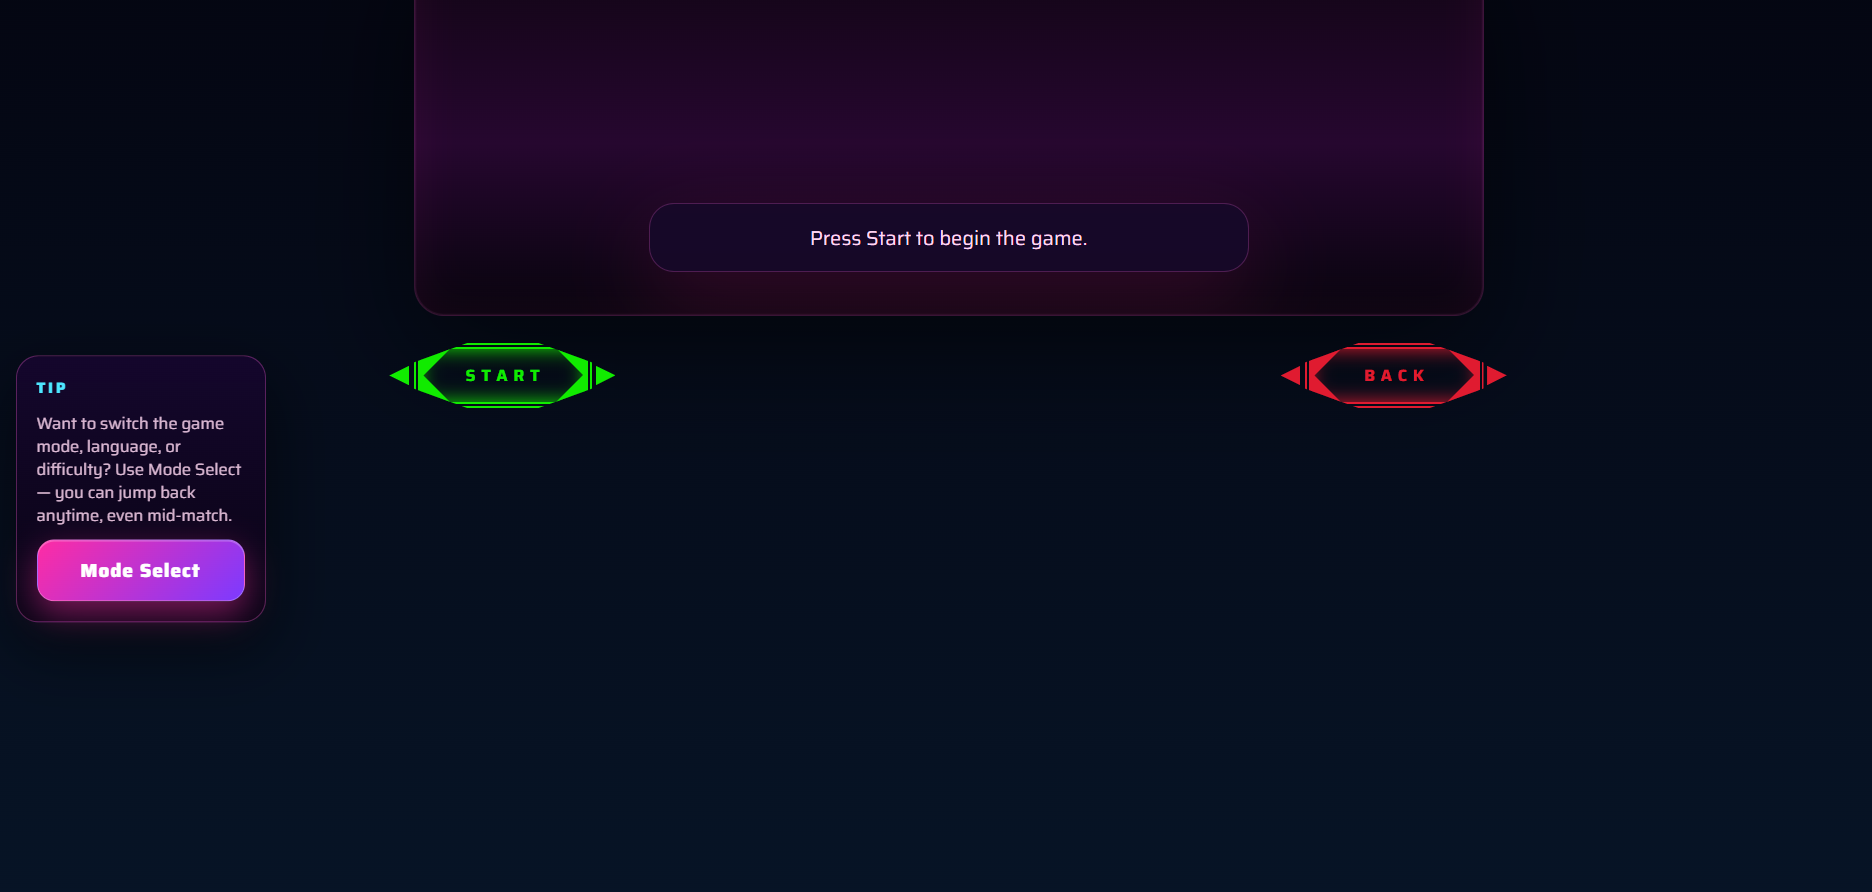 Press Start to begin the game.
START
BACK
TIP
Want to switch the game
mode, language, or
difficulty? Use Mode Select
— you can jump back
anytime, even mid-match.
Mode Select